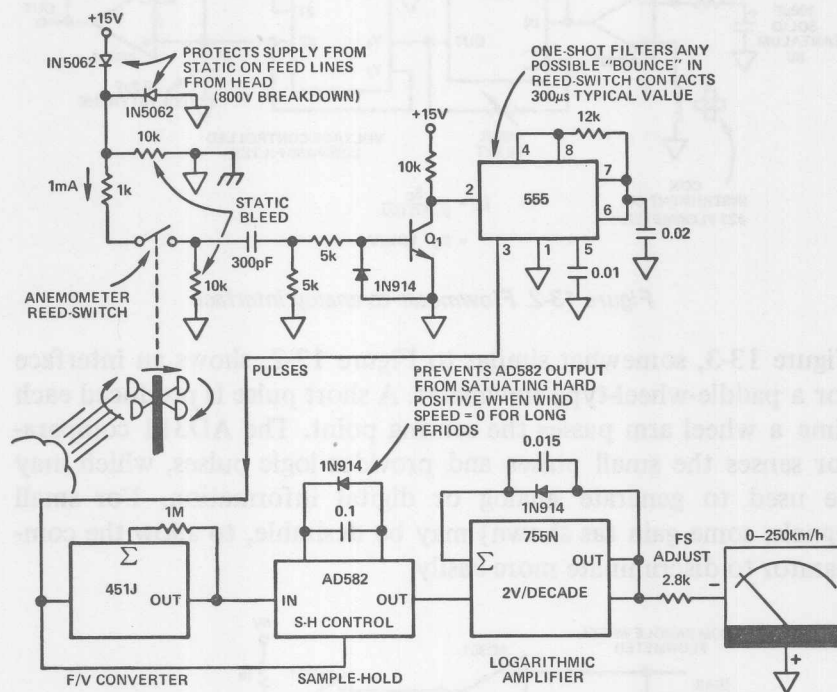 +15V
IN5062
PROTECTS SUPPLY FROM
STATIC ON FEED LINES
FROM HEAD
(800V BREAKDOWN)
IN5062
10k
1mA
1k
STATIC
BLEED
ANEMOMETER
REED-SWITCH
10k
300pF
5k
5k
1N914
Q1
+15V
10k
ONE-SHOT FILTERS ANY
POSSIBLE "BOUNCE" IN
REED-SWITCH CONTACTS
300μs TYPICAL VALUE
12k
4
8
2
555
7
6
3
1
5
0.01
0.02
PULSES
PREVENTS AD582 OUTPUT
FROM SATUATING HARD
POSITIVE WHEN WIND
SPEED = 0 FOR LONG
PERIODS
1M
Σ
451J
OUT
F/V CONVERTER
1N914
0.1
AD582
IN
OUT
S-H CONTROL
SAMPLE-HOLD
0.015
1N914
755N
Σ
OUT
2V/DECADE
LOGARITHMIC
AMPLIFIER
FS
ADJUST
2.8k
−
0–250km/h
+